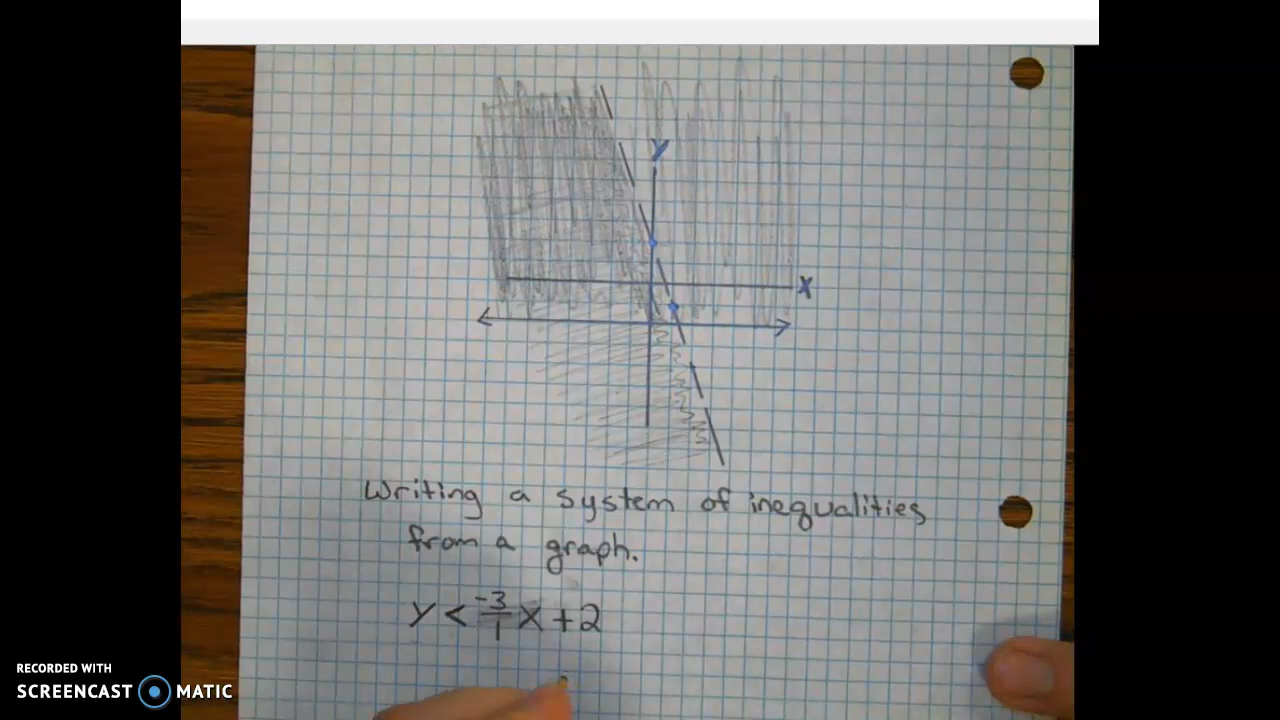 Y
X
Writing a system of inequalities
from a graph.
y < -3/1 x + 2
RECORDED WITH
SCREENCAST MATIC